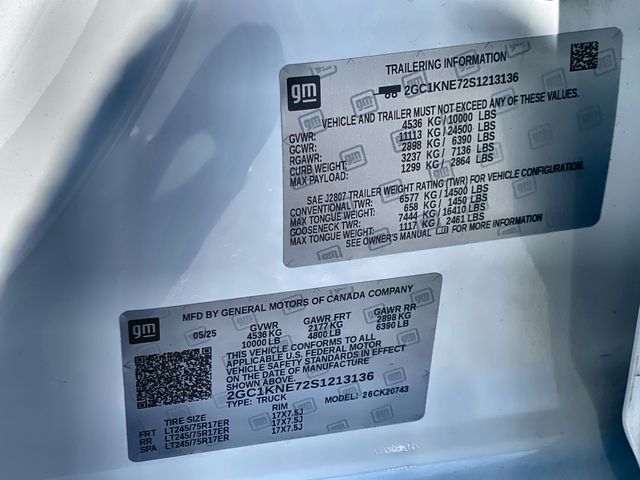 gm
TRAILERING INFORMATION
2GC1KNE72S1213136
VEHICLE AND TRAILER MUST NOT EXCEED ANY OF THESE VALUES.
GVWR: 4536 KG/10000 LBS
GCWR: 11113 KG/24500 LBS
RGAWR: 2898 KG/ 6390 LBS
CURB WEIGHT: 3237 KG/ 7136 LBS
MAX PAYLOAD: 1299 KG/ 2864 LBS
SAE J2807 TRAILER WEIGHT RATING (TWR) FOR VEHICLE CONFIGURATION.
CONVENTIONAL TWR: 6577 KG/14500 LBS
MAX TONGUE WEIGHT: 658 KG/ 1450 LBS
GOOSENECK TWR: 7444 KG/16410 LBS
MAX TONGUE WEIGHT: 1117 KG/ 2461 LBS
SEE OWNER'S MANUAL FOR MORE INFORMATION
gm
MFD BY GENERAL MOTORS OF CANADA COMPANY
05/25 GVWR GAWR FRT GAWR RR
4536 KG 2177 KG 2898 KG
10000 LB 4800 LB 6390 LB
THIS VEHICLE CONFORMS TO ALL
APPLICABLE U.S. FEDERAL MOTOR
VEHICLE SAFETY STANDARDS IN EFFECT
ON THE DATE OF MANUFACTURE SHOWN ABOVE.
2GC1KNE72S1213136
TYPE: TRUCK MODEL: 26CK20743
TIRE SIZE RIM
FRT LT245/75R17ER 17X7.5J
RR LT245/75R17ER 17X7.5J
SPA LT245/75R17ER 17X7.5J